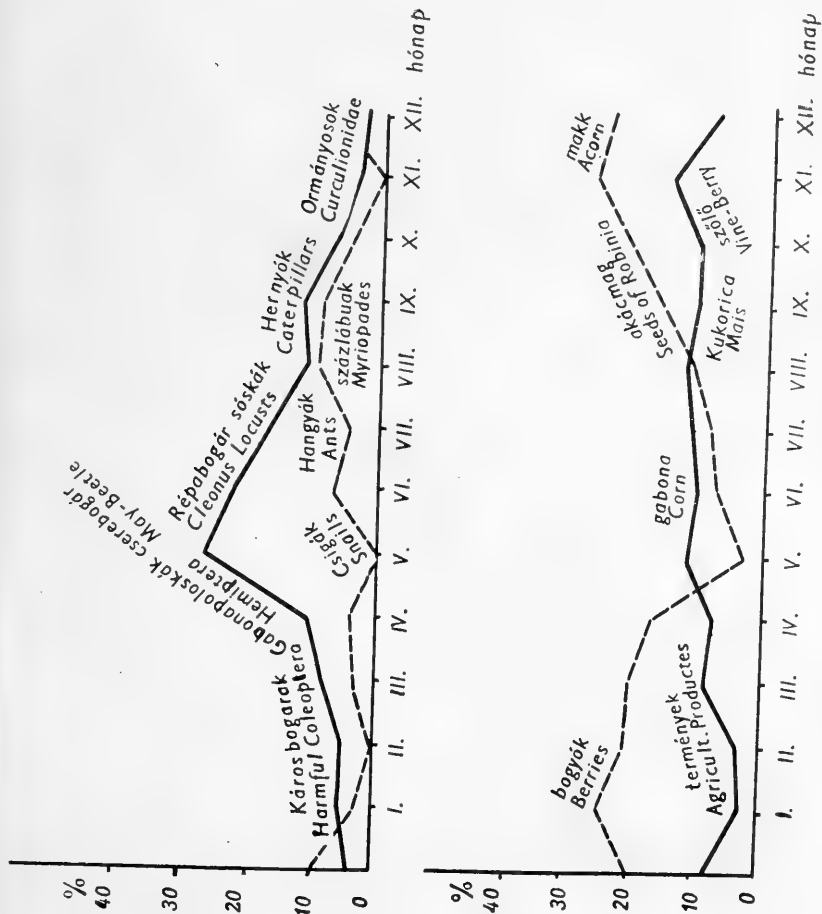 %
40
30
20
10
0
Káros bogarak
Harmful Coleoptera
Gabonapaloskák cserebogár
Hemiptera May-Beetle
Répabogár sóskák
Cleonus Locusts
Hernyók
Caterpillars
Ormányosok
Curculionidae
Csigák
Snails
Hangyák
Ants
százlábuak
Myriopades
I. II. III. IV. V. VI. VII. VIII. IX. X. XI. XII. hónap
%
40
30
20
10
0
bogyók
Berries
termények
Agricult. Productes
gabona
Corn
akácmag
Seeds of Robinia
makk
Acorn
Kukorica
Mais
szőlő
Vine-Berry
I. II. III. IV. V. VI. VII. VIII. IX. X. XI. XII. hónap